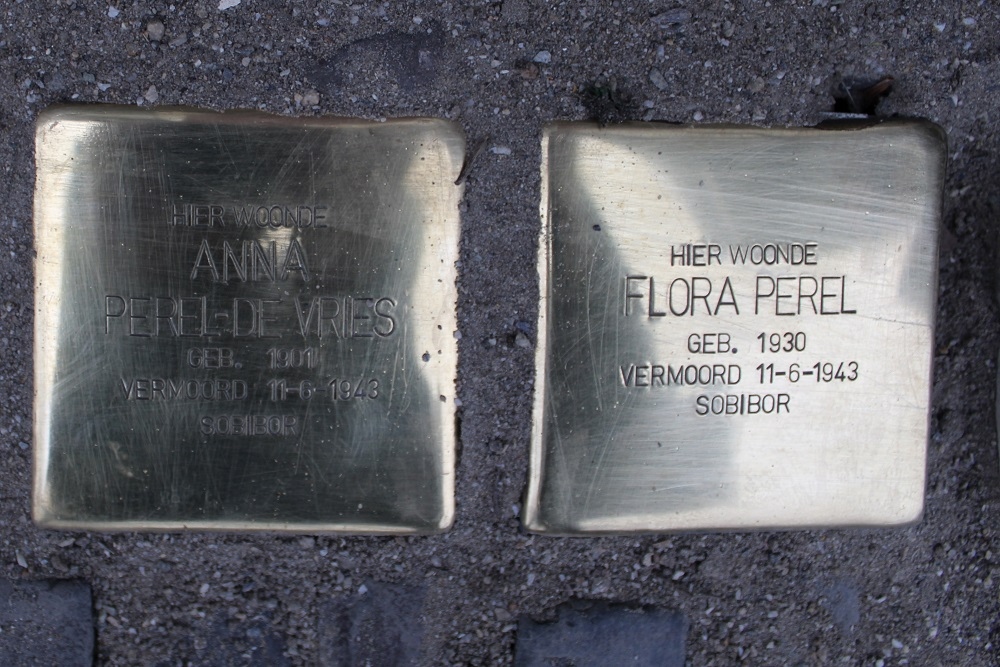 HIER WOONDE
ANNA
PEREL-DE VRIES
GEB. 1901
VERMOORD 11-6-1943
SOBIBOR
HIER WOONDE
FLORA PEREL
GEB. 1930
VERMOORD 11-6-1943
SOBIBOR